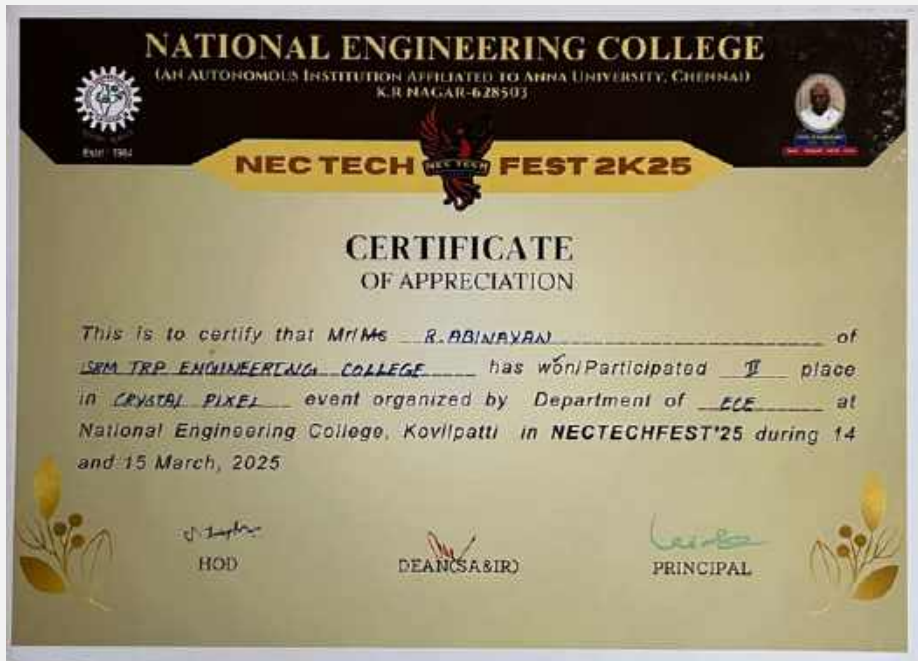 NATIONAL ENGINEERING COLLEGE
(AN AUTONOMOUS INSTITUTION AFFILIATED TO ANNA UNIVERSITY, CHENNAI)
K.R NAGAR-628503
Estd : 1984
NEC TECH NEC TECH FEST 2K25
CERTIFICATE
OF APPRECIATION
This is to certify that Mr/Ms R. ABINAYAN of
SRM TRP ENGINEERING COLLEGE has won/Participated II place
in CRYSTAL PIXEL event organized by Department of ECE at
National Engineering College, Kovilpatti in NECTECHFEST'25 during 14
and 15 March, 2025
HOD
DEAN(SA&IR)
PRINCIPAL